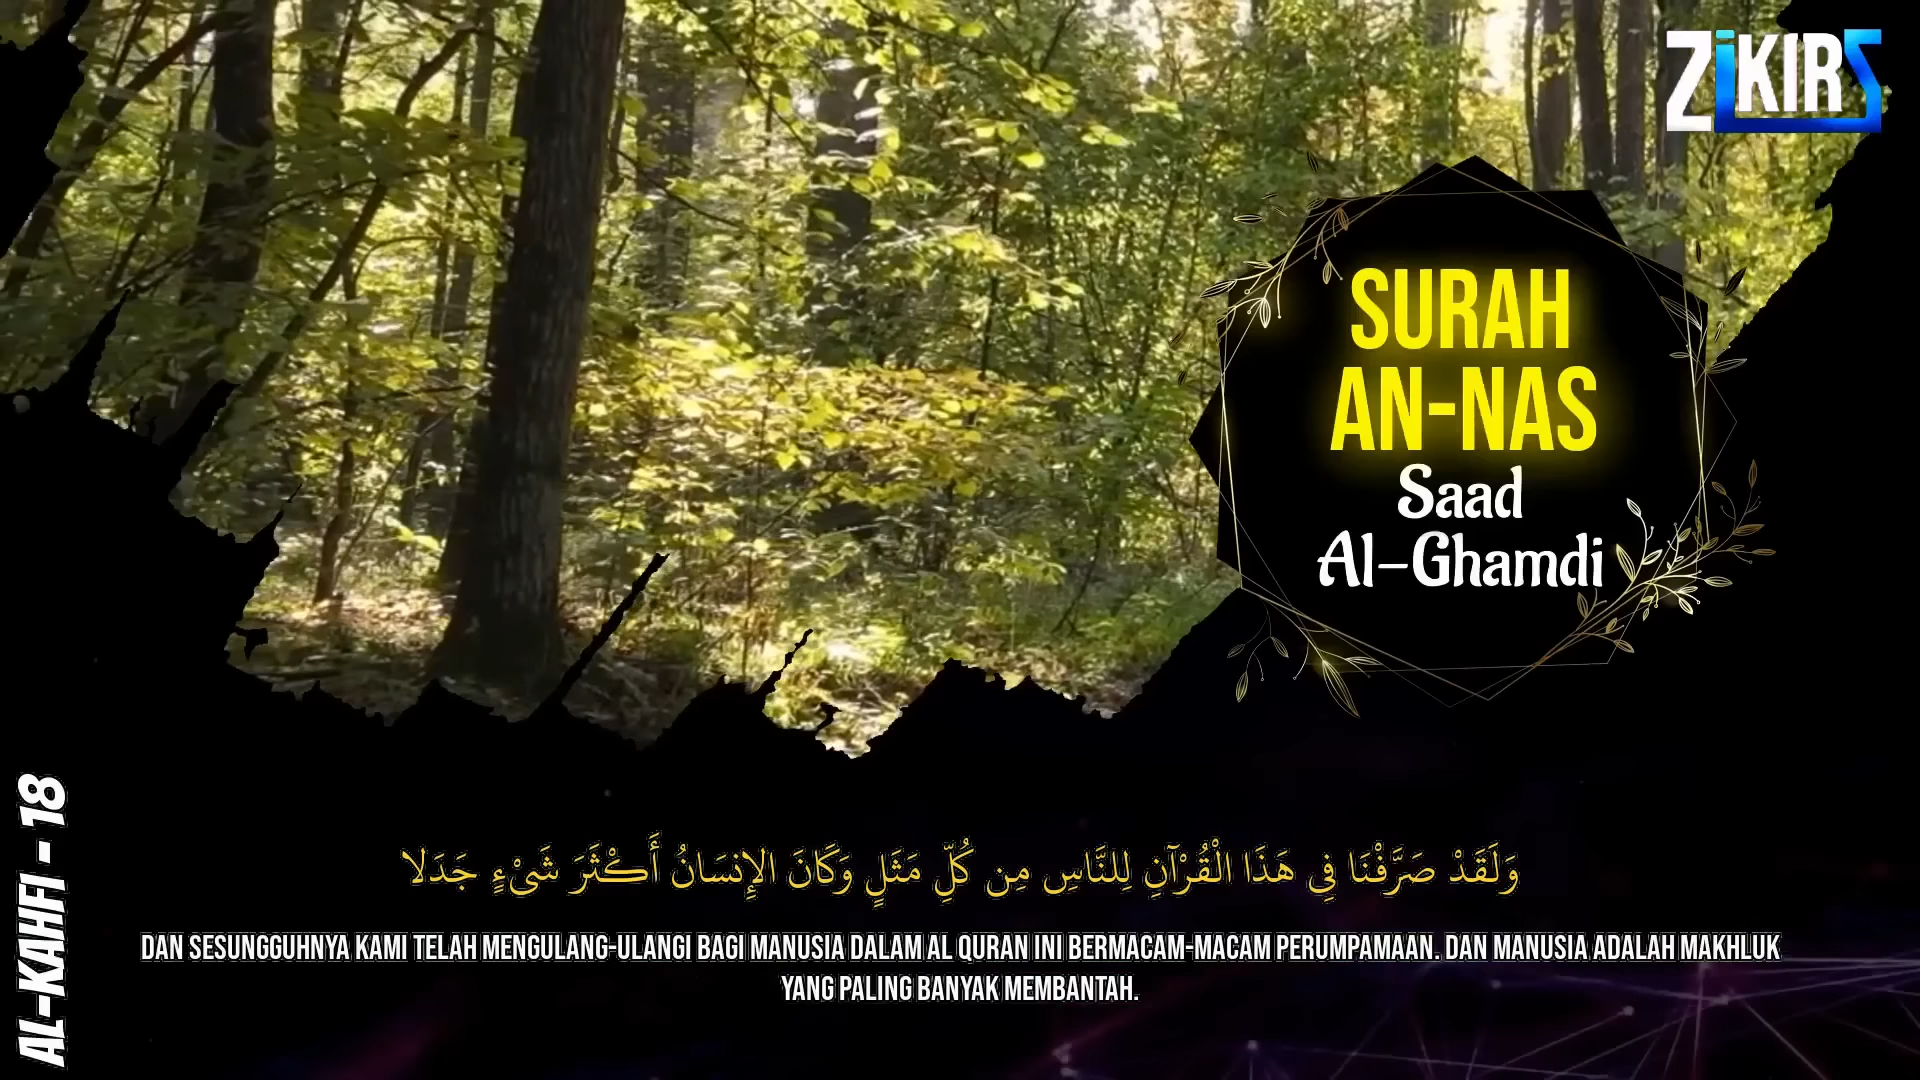 ZiKIRS
SURAH
AN-NAS
Saad
Al-Ghamdi
وَلَقَدْ صَرَّفْنَا فِي هَذَا الْقُرْآنِ لِلنَّاسِ مِن كُلِّ مَثَلٍ وَكَانَ الإِنسَانُ أَكْثَرَ شَيْءٍ جَدَلا
DAN SESUNGGUHNYA KAMI TELAH MENGULANG-ULANGI BAGI MANUSIA DALAM AL QURAN INI BERMACAM-MACAM PERUMPAMAAN. DAN MANUSIA ADALAH MAKHLUK
YANG PALING BANYAK MEMBANTAH.
AL-KAHFI - 18